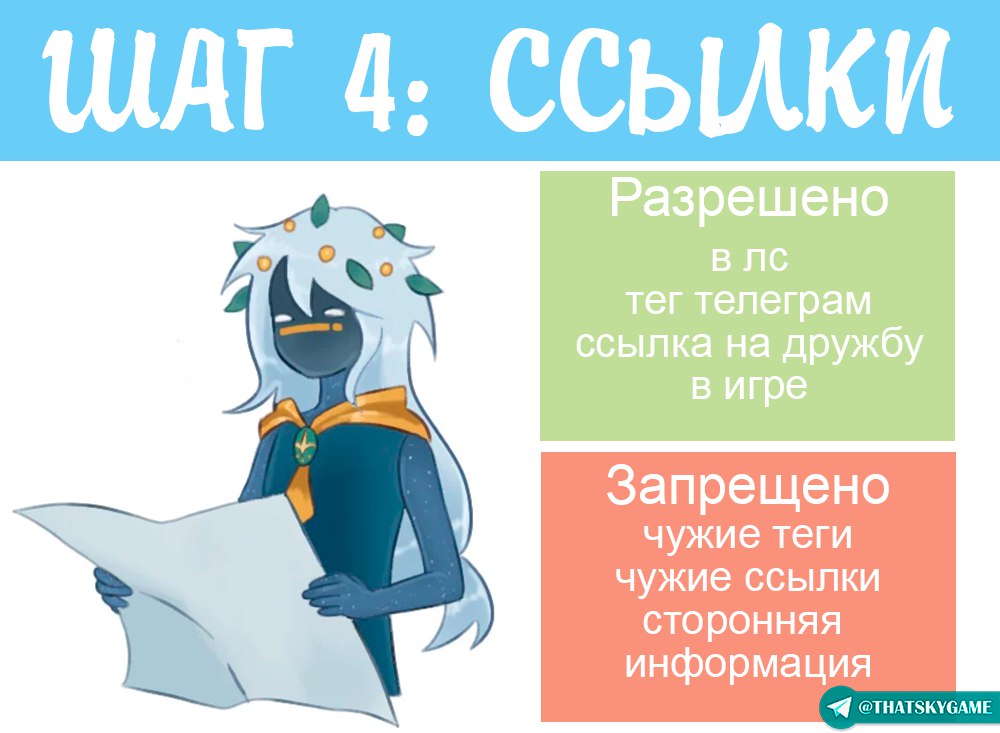 ШАГ 4: ССЫЛКИ
Разрешено
в лс
тег телеграм
ссылка на дружбу
в игре
Запрещено
чужие теги
чужие ссылки
сторонняя
информация
@THATSKYGAME